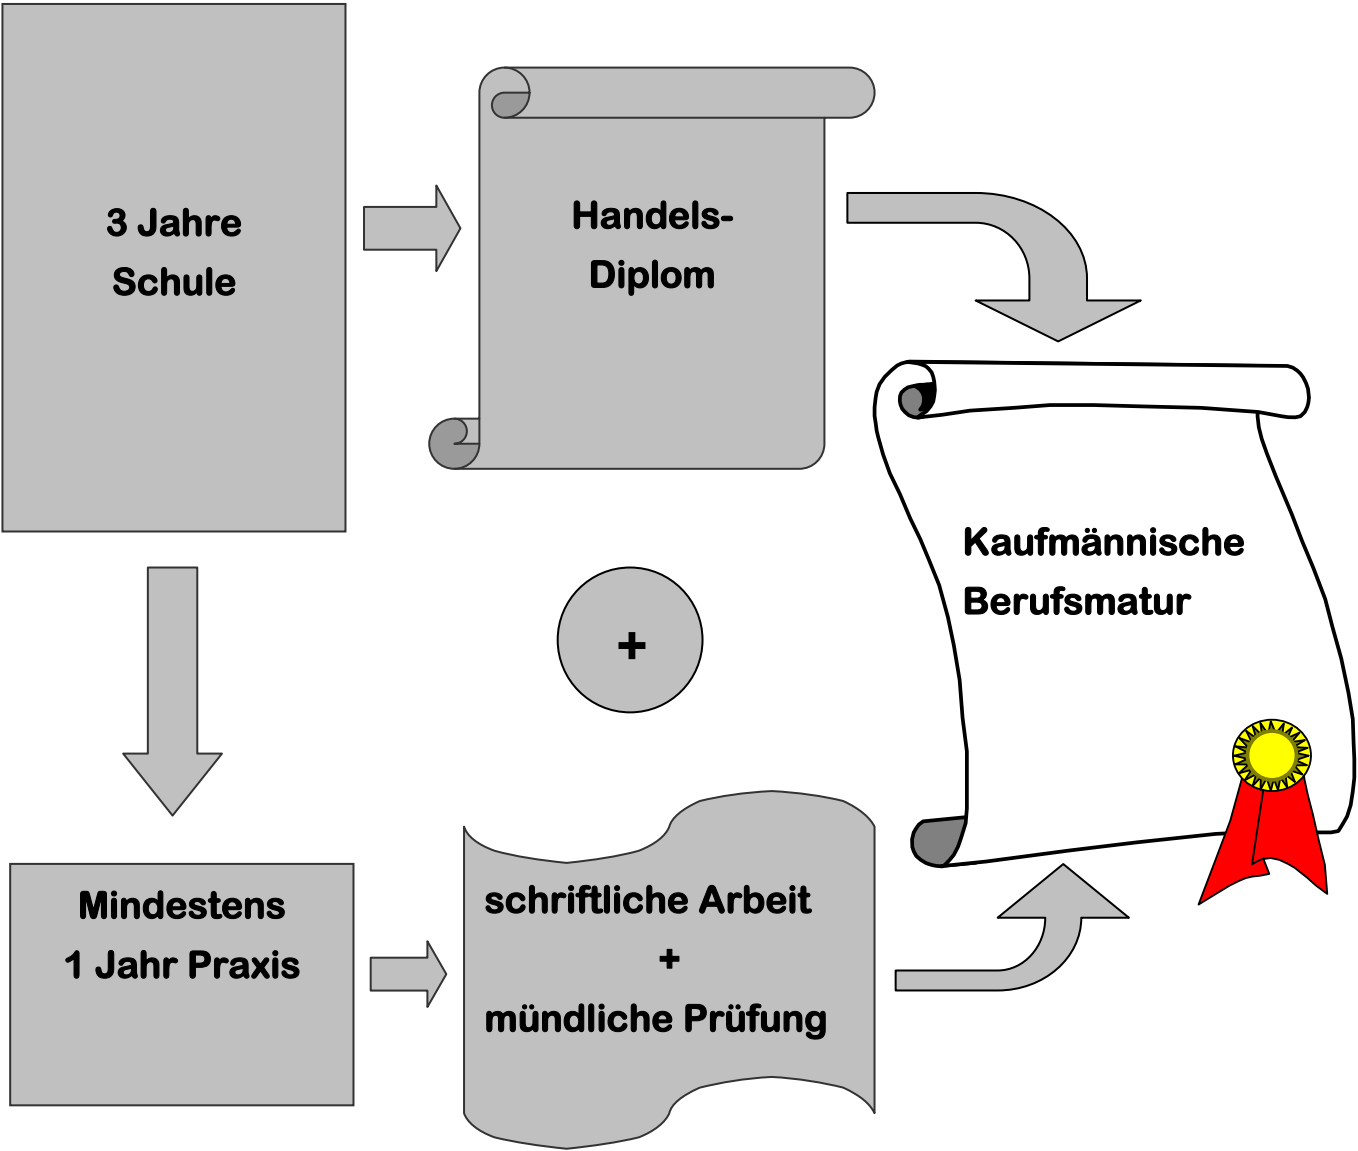 3 Jahre
Schule
Handels-
Diplom
Kaufmännische
Berufsmatur
+
Mindestens
1 Jahr Praxis
schriftliche Arbeit
+
mündliche Prüfung